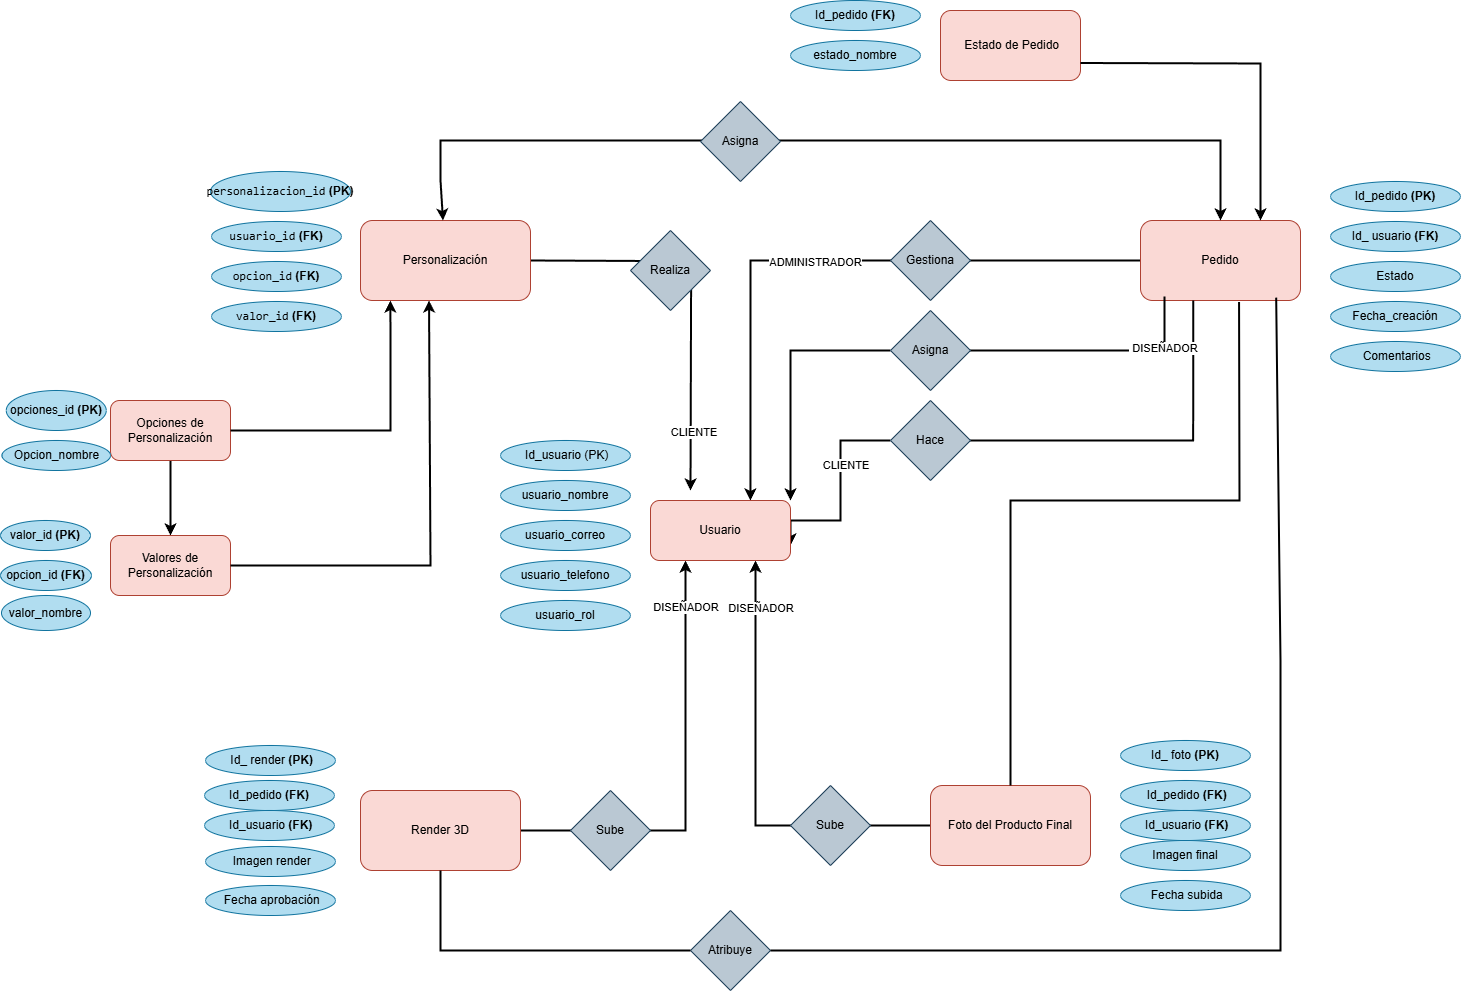 Id_pedido (FK)
estado_nombre
Estado de Pedido
Asigna
personalizacion_id (PK)
usuario_id (FK)
opcion_id (FK)
valor_id (FK)
Personalización
Realiza
ADMINISTRADOR
Gestiona
Pedido
Id_pedido (PK)
Id_ usuario (FK)
Estado
Fecha_creación
Comentarios
Asigna
DISEÑADOR
Hace
CLIENTE
CLIENTE
opciones_id (PK)
Opcion_nombre
Opciones de
Personalización
valor_id (PK)
opcion_id (FK)
valor_nombre
Valores de
Personalización
Id_usuario (PK)
usuario_nombre
usuario_correo
usuario_telefono
usuario_rol
Usuario
DISEÑADOR
DISEÑADOR
Id_ render (PK)
Id_pedido (FK)
Id_usuario (FK)
Imagen render
Fecha aprobación
Render 3D
Sube
Sube
Foto del Producto Final
Id_ foto (PK)
Id_pedido (FK)
Id_usuario (FK)
Imagen final
Fecha subida
Atribuye